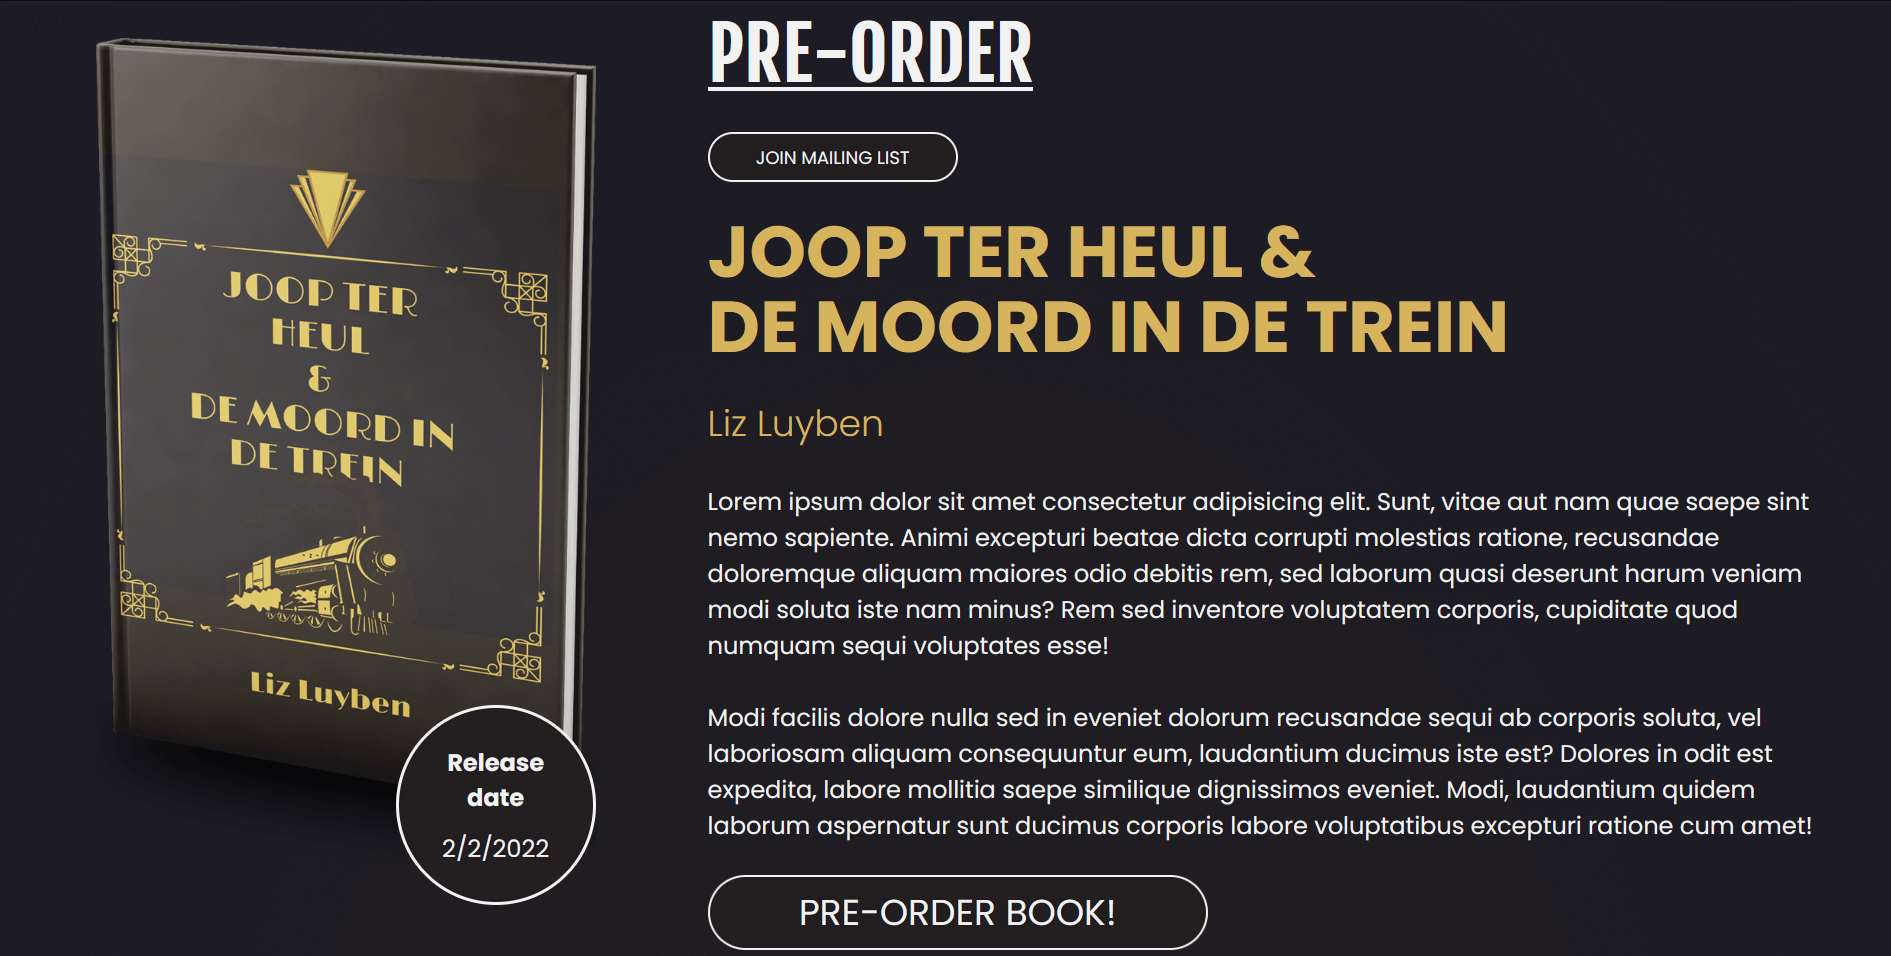 JOOP TER
HEUL
&
DE MOORD IN
DE TREIN
Liz Luyben
Release
date
2/2/2022
PRE-ORDER
JOIN MAILING LIST
JOOP TER HEUL &
DE MOORD IN DE TREIN
Liz Luyben
Lorem ipsum dolor sit amet consectetur adipisicing elit. Sunt, vitae aut nam quae saepe sint
nemo sapiente. Animi excepturi beatae dicta corrupti molestias ratione, recusandae
doloremque aliquam maiores odio debitis rem, sed laborum quasi deserunt harum veniam
modi soluta iste nam minus? Rem sed inventore voluptatem corporis, cupiditate quod
numquam sequi voluptates esse!
Modi facilis dolore nulla sed in eveniet dolorum recusandae sequi ab corporis soluta, vel
laboriosam aliquam consequuntur eum, laudantium ducimus iste est? Dolores in odit est
expedita, labore mollitia saepe similique dignissimos eveniet. Modi, laudantium quidem
laborum aspernatur sunt ducimus corporis labore voluptatibus excepturi ratione cum amet!
PRE-ORDER BOOK!